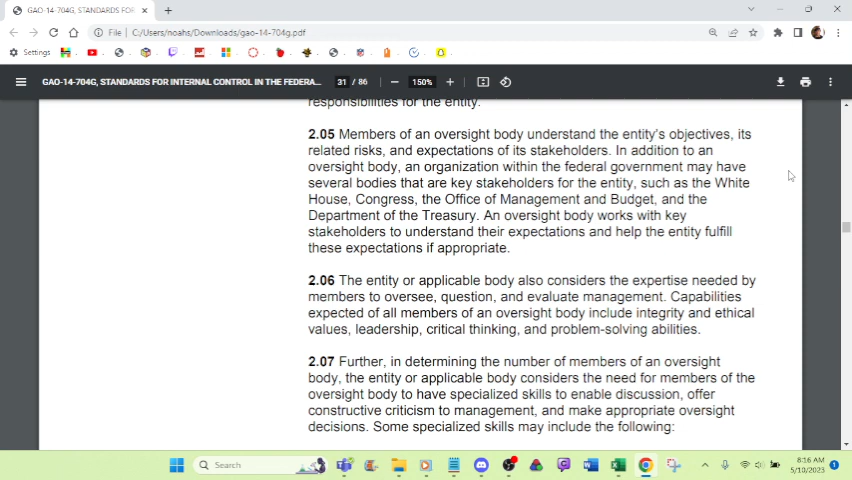 GAO-14-704G, STANDARDS FOR
File
C:/Users/noahs/Downloads/gao-14-704g.pdf
Settings
GAO-14-704G, STANDARDS FOR INTERNAL CONTROL IN THE FEDERA...
31 / 86
150%
responsibilities for the entity.
2.05 Members of an oversight body understand the entity's objectives, its
related risks, and expectations of its stakeholders. In addition to an
oversight body, an organization within the federal government may have
several bodies that are key stakeholders for the entity, such as the White
House, Congress, the Office of Management and Budget, and the
Department of the Treasury. An oversight body works with key
stakeholders to understand their expectations and help the entity fulfill
these expectations if appropriate.
2.06 The entity or applicable body also considers the expertise needed by
members to oversee, question, and evaluate management. Capabilities
expected of all members of an oversight body include integrity and ethical
values, leadership, critical thinking, and problem-solving abilities.
2.07 Further, in determining the number of members of an oversight
body, the entity or applicable body considers the need for members of the
oversight body to have specialized skills to enable discussion, offer
constructive criticism to management, and make appropriate oversight
decisions. Some specialized skills may include the following:
Search
8:16 AM
5/10/2023